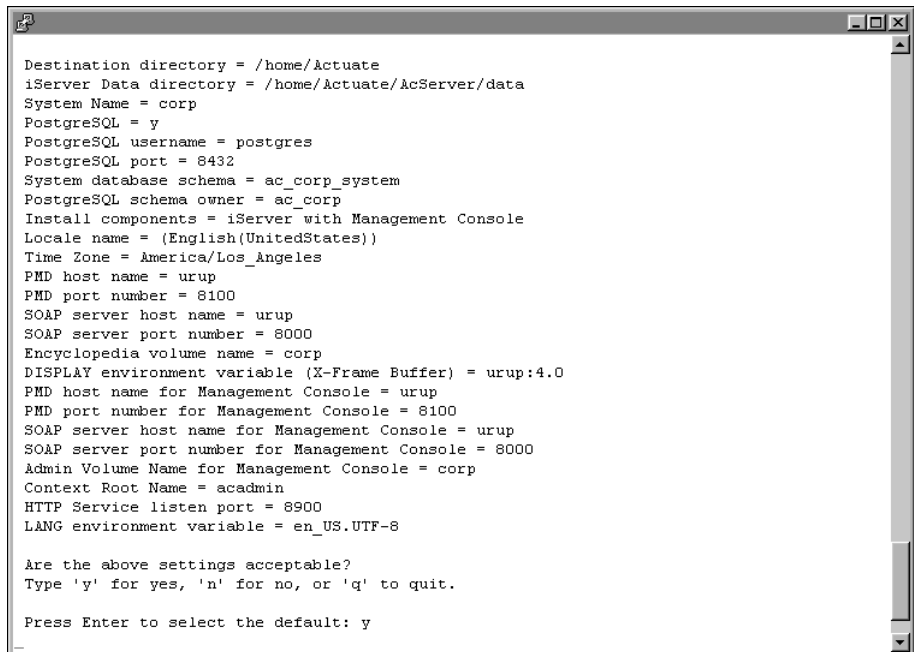 Destination directory = /home/Actuate
iServer Data directory = /home/Actuate/AcServer/data
System Name = corp
PostgreSQL = y
PostgreSQL username = postgres
PostgreSQL port = 8432
System database schema = ac_corp_system
PostgreSQL schema owner = ac_corp
Install components = iServer with Management Console
Locale name = (English(UnitedStates))
Time Zone = America/Los_Angeles
PMD host name = urup
PMD port number = 8100
SOAP server host name = urup
SOAP server port number = 8000
Encyclopedia volume name = corp
DISPLAY environment variable (X-Frame Buffer) = urup:4.0
PMD host name for Management Console = urup
PMD port number for Management Console = 8100
SOAP server host name for Management Console = urup
SOAP server port number for Management Console = 8000
Admin Volume Name for Management Console = corp
Context Root Name = acadmin
HTTP Service listen port = 8900
LANG environment variable = en_US.UTF-8
Are the above settings acceptable?
Type 'y' for yes, 'n' for no, or 'q' to quit.
Press Enter to select the default: y